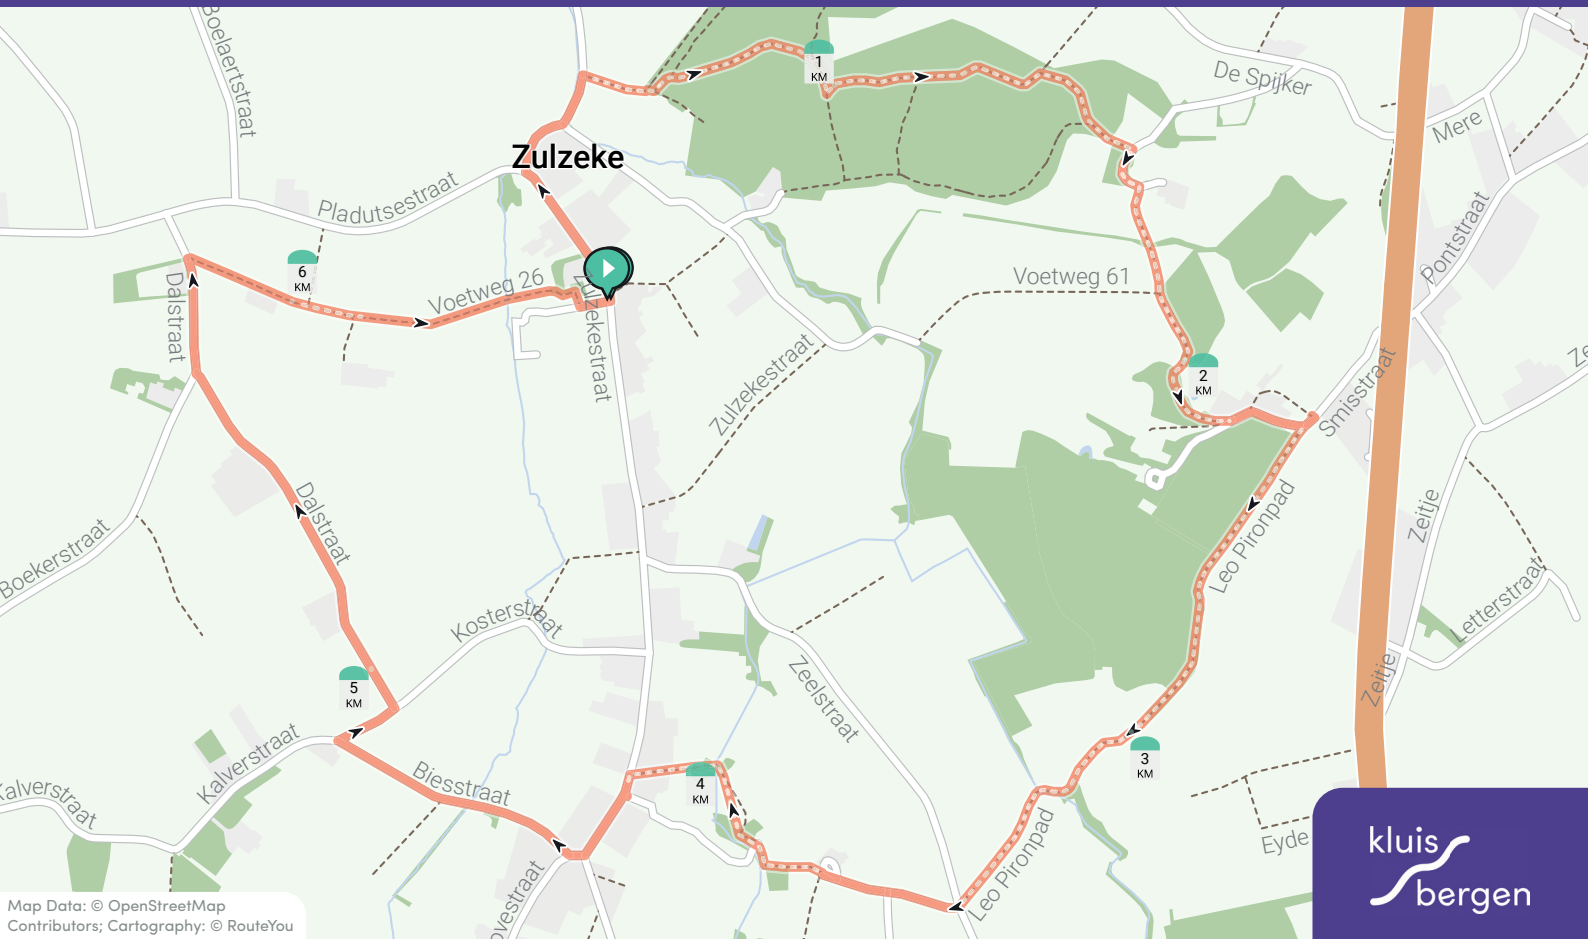 Boelaertstraat
1
KM
De Spijker
Mere
Zulzeke
Pladutsestraat
Pontstraat
6
KM
Voetweg 26
Voetweg 61
Dalstraat
Zulzekestraat
Zulzekestraat
2
KM
Smisstraat
Ze
Leo Pironpad
Zeitje
Dalstraat
Boekerstraat
Letterstraat
Kosterstraat
Zeelstraat
Zeitje
5
KM
3
KM
Kalverstraat
Kalverstraat
Biesstraat
4
KM
Leo Pironpad
Eyde
ovestraat
kluis
bergen
Map Data: © OpenStreetMap
Contributors; Cartography: © RouteYou